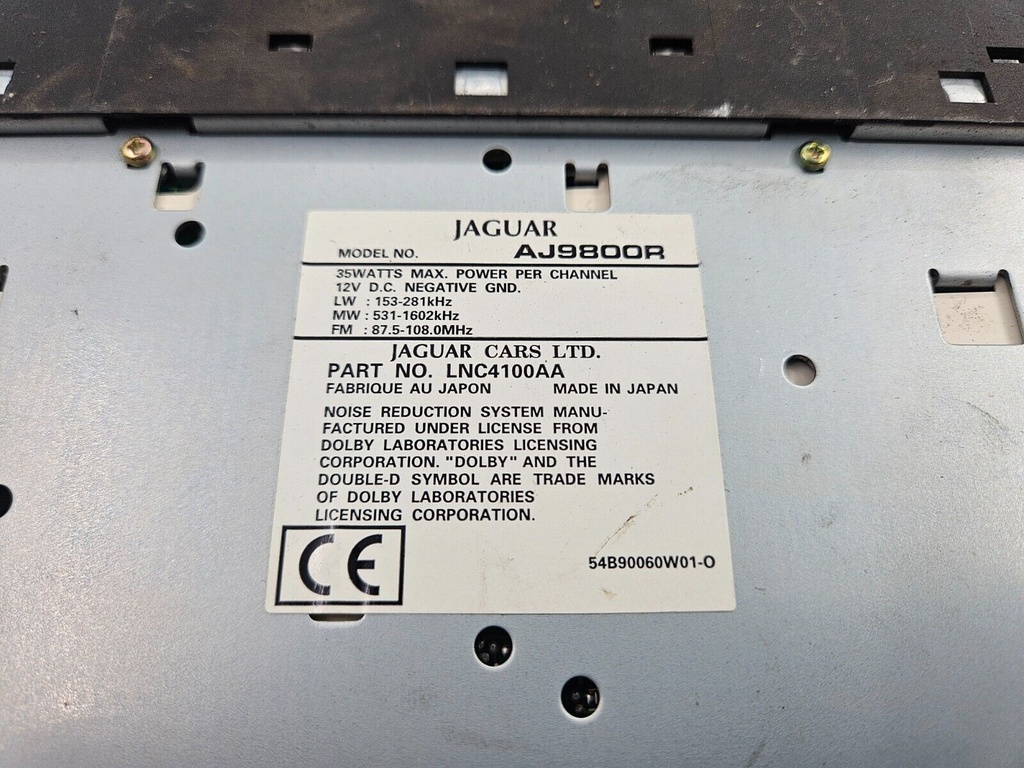 JAGUAR
MODEL NO. AJ9800R
35WATTS MAX. POWER PER CHANNEL
12V D.C. NEGATIVE GND.
LW : 153-281kHz
MW : 531-1602kHz
FM : 87.5-108.0MHz
JAGUAR CARS LTD.
PART NO. LNC4100AA
FABRIQUE AU JAPON MADE IN JAPAN
NOISE REDUCTION SYSTEM MANU-
FACTURED UNDER LICENSE FROM
DOLBY LABORATORIES LICENSING
CORPORATION. "DOLBY" AND THE
DOUBLE-D SYMBOL ARE TRADE MARKS
OF DOLBY LABORATORIES
LICENSING CORPORATION.
CE
54B90060W01-O